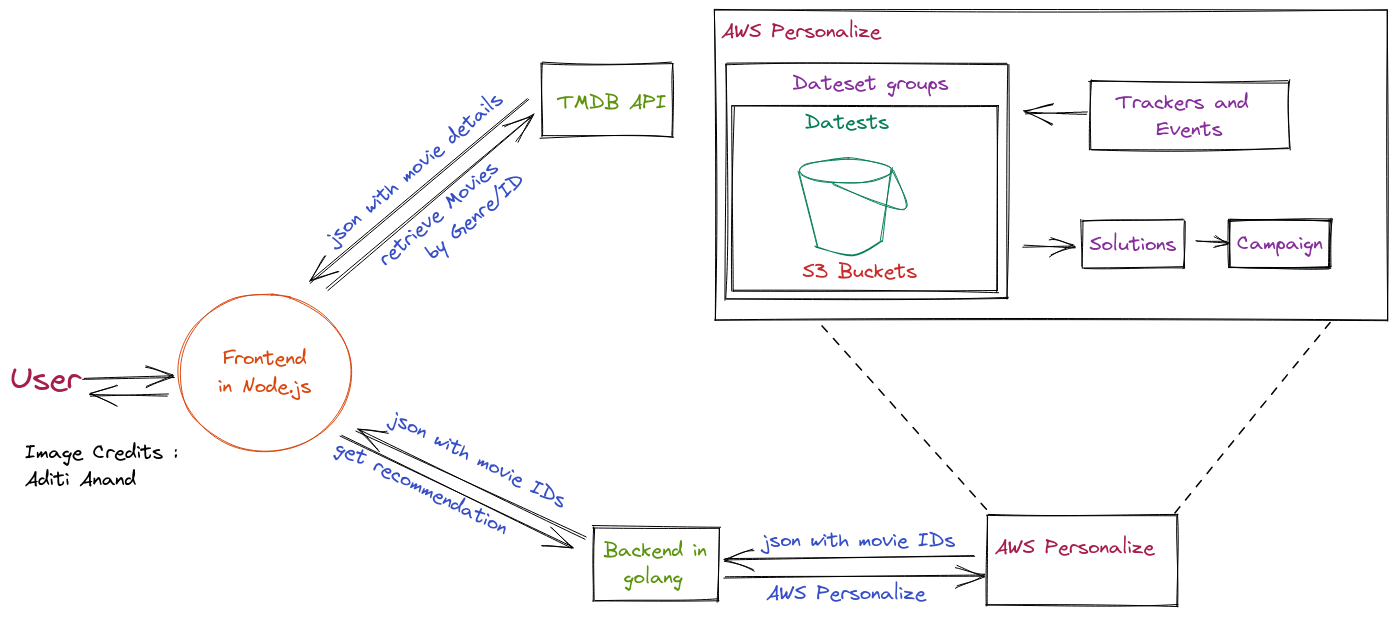 AWS Personalize
Dateset groups
Datests
S3 Buckets
Trackers and
Events
Solutions
Campaign
TMDB API
json with movie details
retrieve Movies
by Genre/ID
Frontend
in Node.js
User
Image Credits :
Aditi Anand
json with movie IDs
get recommendation
Backend in
golang
json with movie IDs
AWS Personalize
AWS Personalize